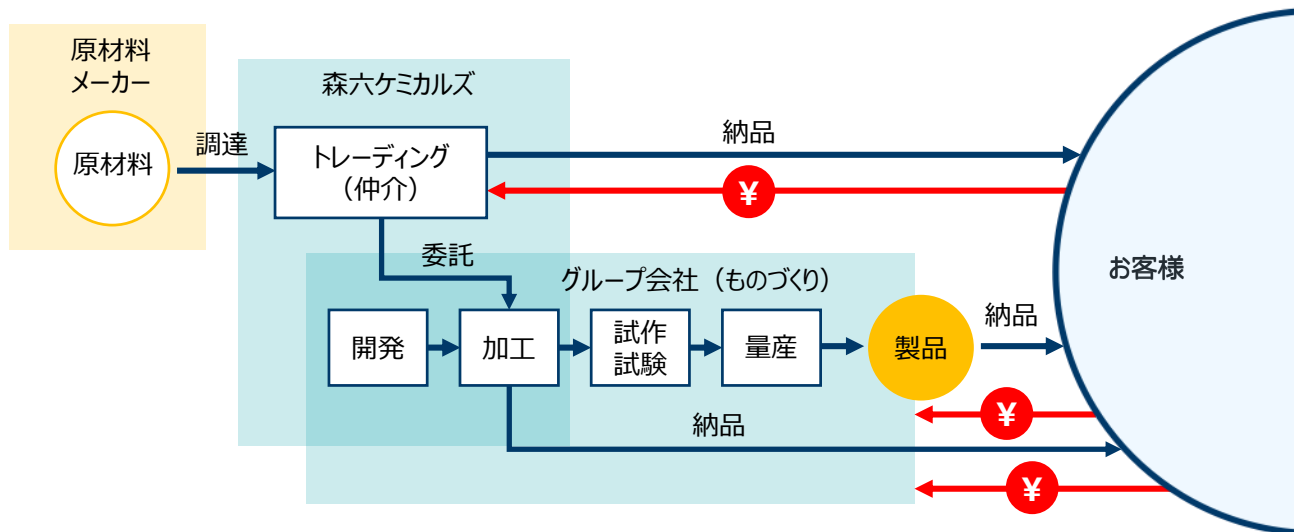 原材料
メーカー
原材料
調達
森六ケミカルズ
トレーディング
（仲介）
納品
¥
委託
グループ会社（ものづくり）
開発
加工
試作
試験
量産
製品
納品
¥
納品
¥
お客様